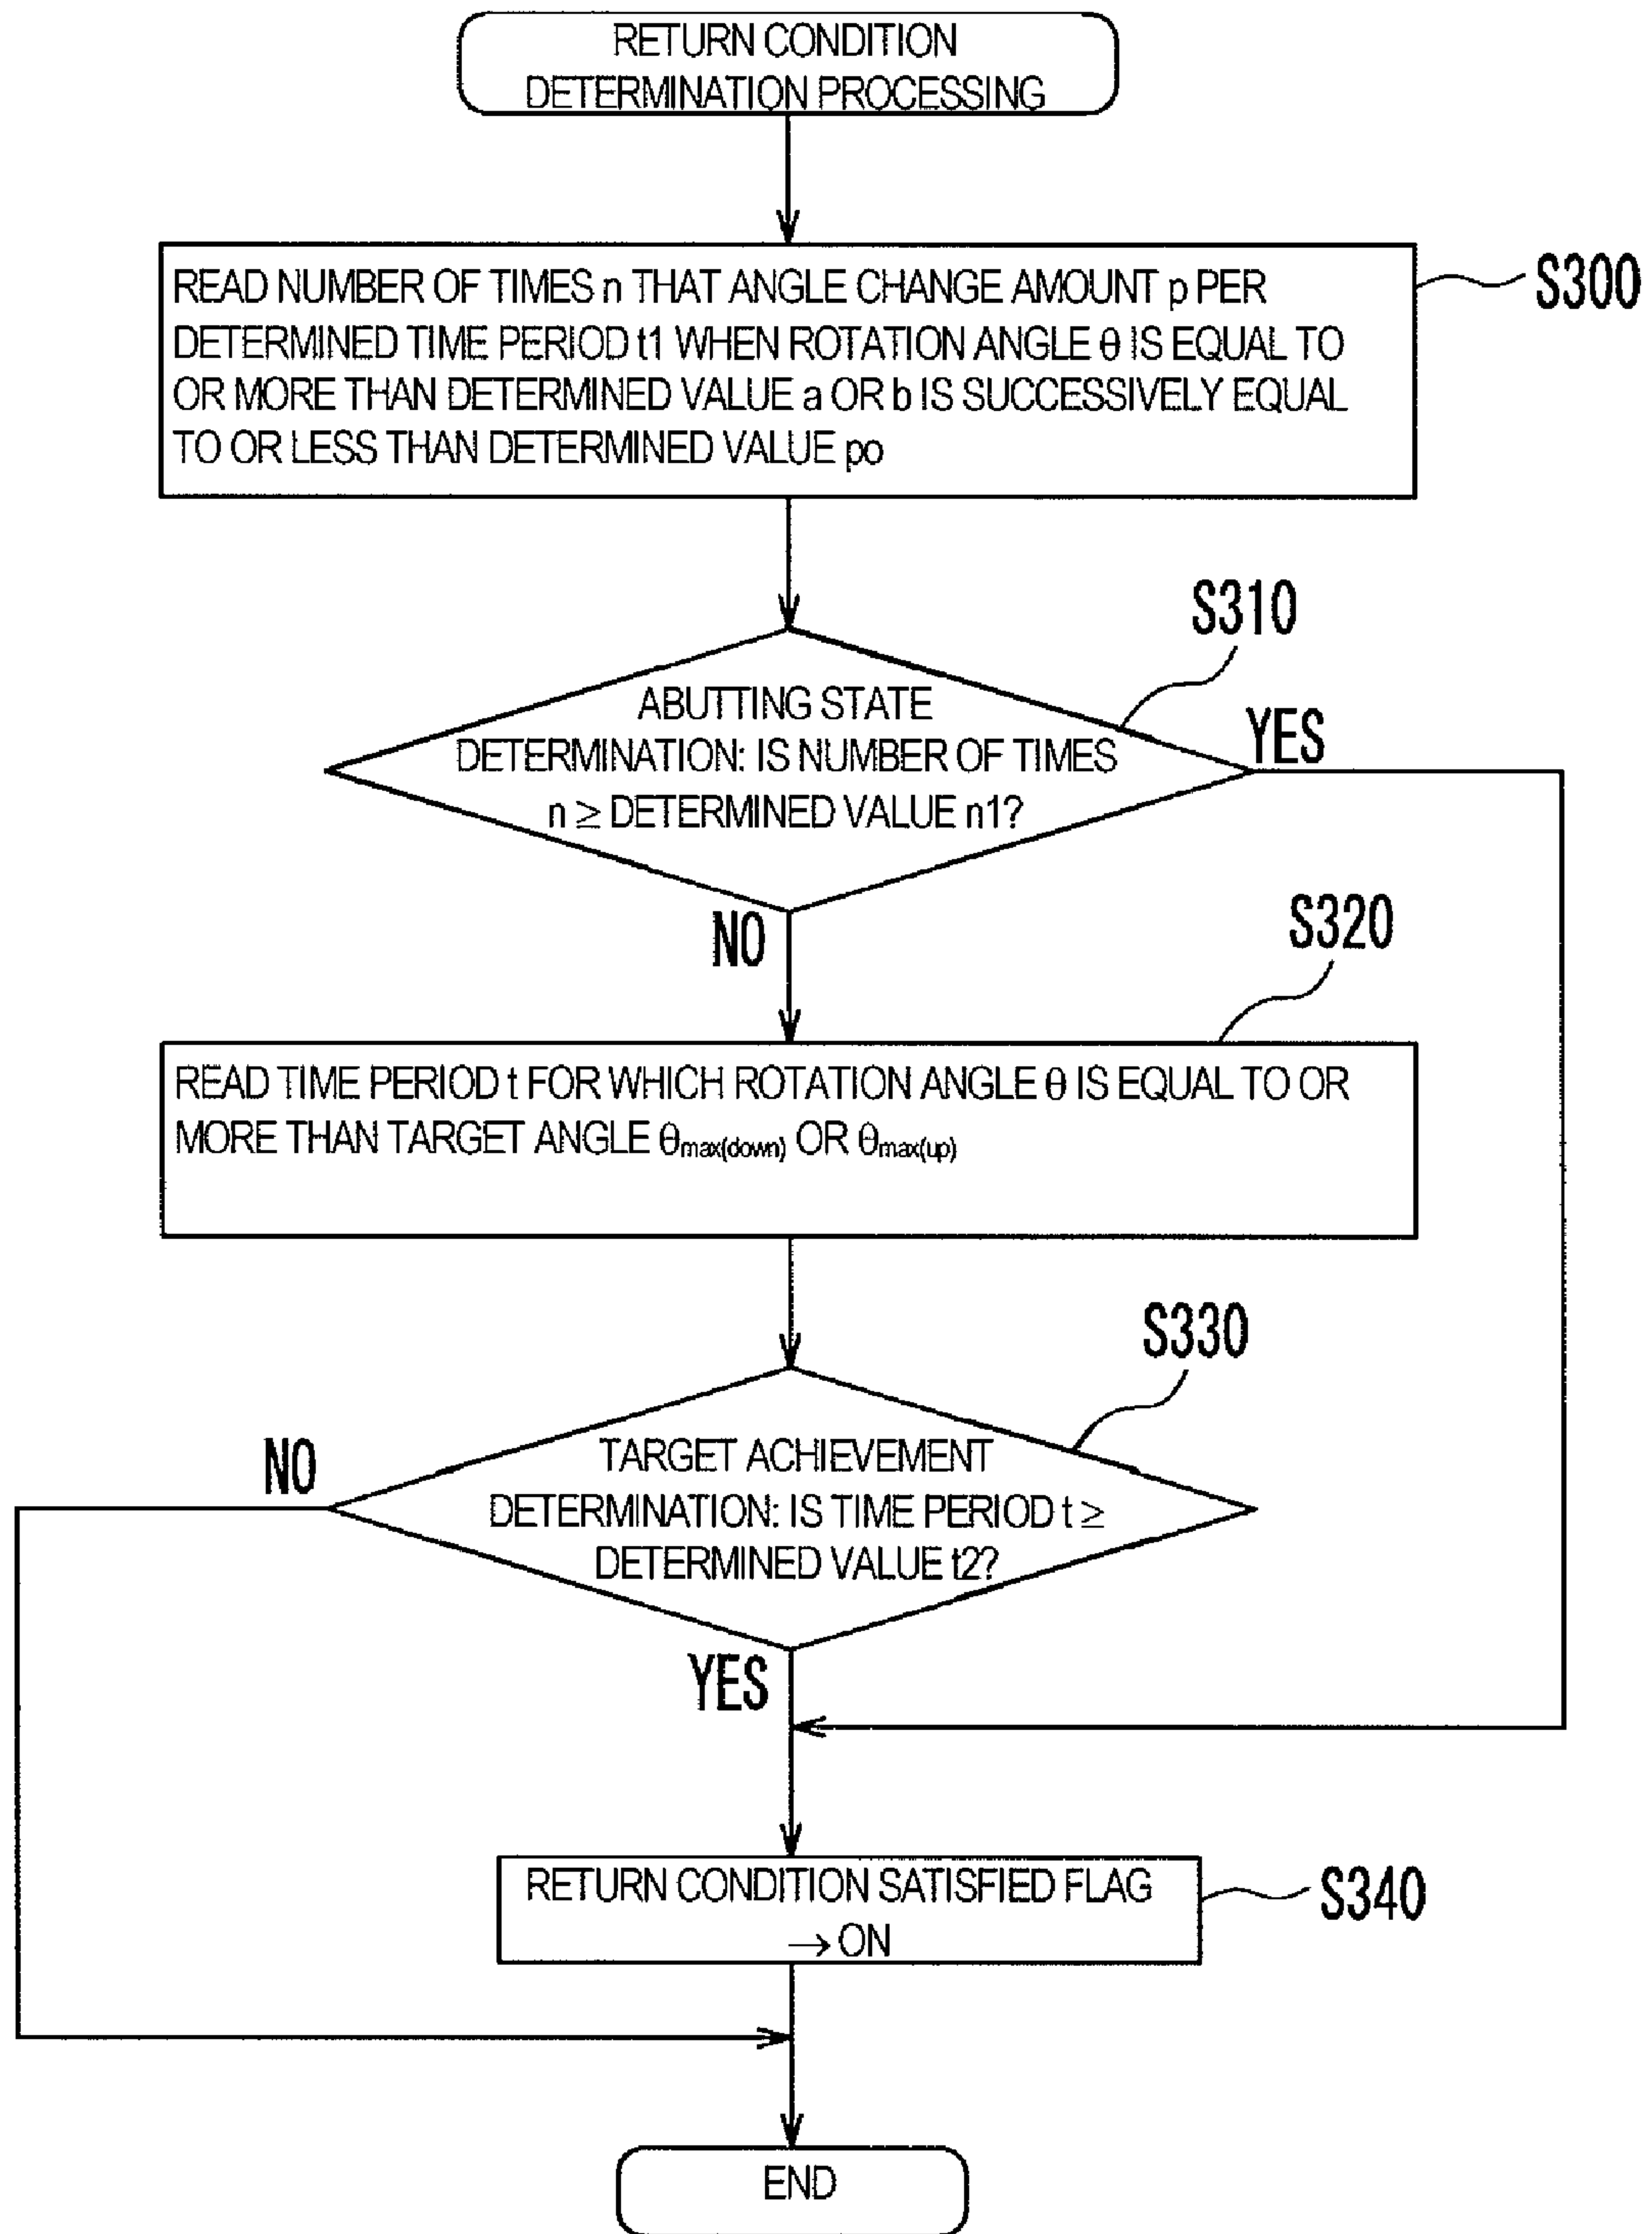 RETURN CONDITION
DETERMINATION PROCESSING
READ NUMBER OF TIMES n THAT ANGLE CHANGE AMOUNT p PER
DETERMINED TIME PERIOD t1 WHEN ROTATION ANGLE θ IS EQUAL TO
OR MORE THAN DETERMINED VALUE a OR b IS SUCCESSIVELY EQUAL
TO OR LESS THAN DETERMINED VALUE po
S300
S310
ABUTTING STATE
DETERMINATION: IS NUMBER OF TIMES
n ≥ DETERMINED VALUE n1?
YES
NO
S320
READ TIME PERIOD t FOR WHICH ROTATION ANGLE θ IS EQUAL TO OR
MORE THAN TARGET ANGLE θmax(down) OR θmax(up)
S330
TARGET ACHIEVEMENT
DETERMINATION: IS TIME PERIOD t ≥
DETERMINED VALUE t2?
NO
YES
RETURN CONDITION SATISFIED FLAG
→ ON
S340
END